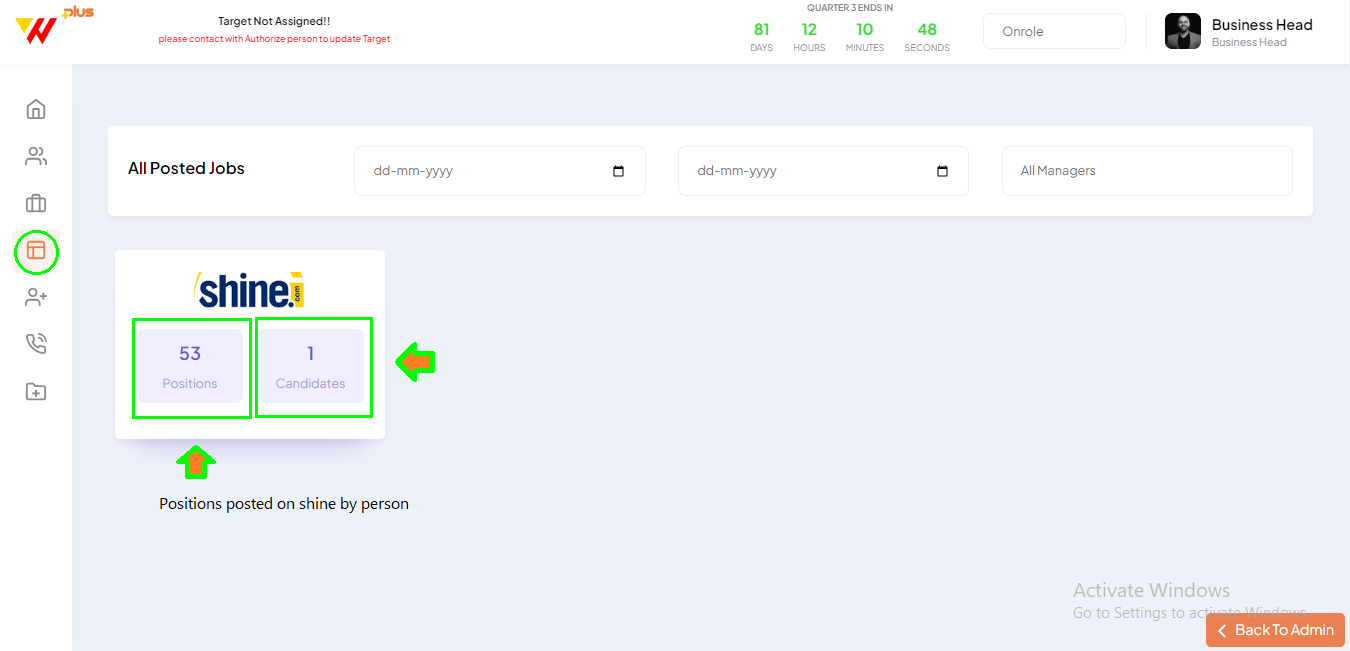 plus
Target Not Assigned!!
please contact with Authorize person to update Target
QUARTER 3 ENDS IN
81 12 10 48
DAYS HOURS MINUTES SECONDS
Onrole
Business Head
Business Head
All Posted Jobs
dd-mm-yyyy
dd-mm-yyyy
All Managers
shine.com
53
Positions
1
Candidates
Positions posted on shine by person
Activate Windows
Go to Settings to activate Windows.
Back To Admin